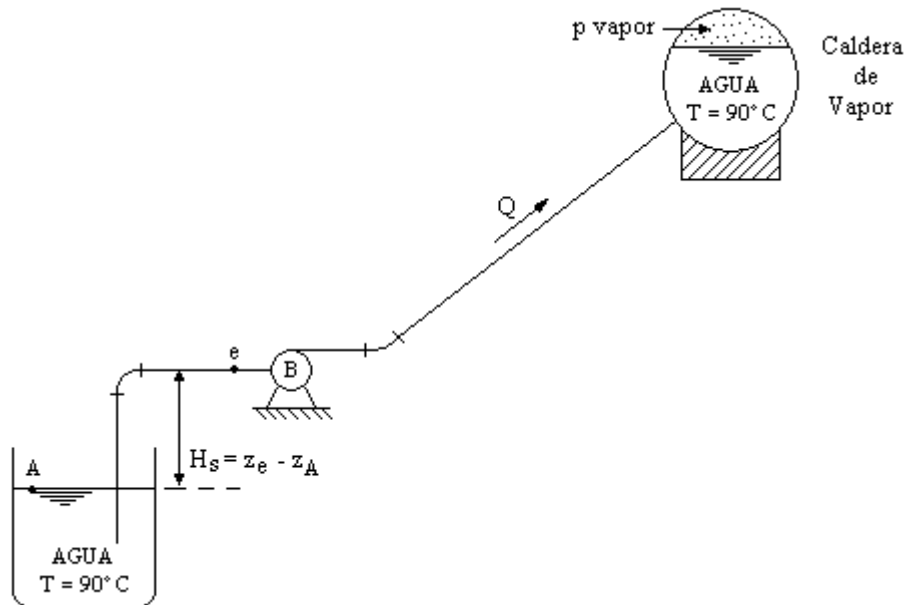 p vapor
Caldera
de
Vapor
AGUA
T = 90° C
Q
e
B
H_s = z_e - z_A
A
AGUA
T = 90° C